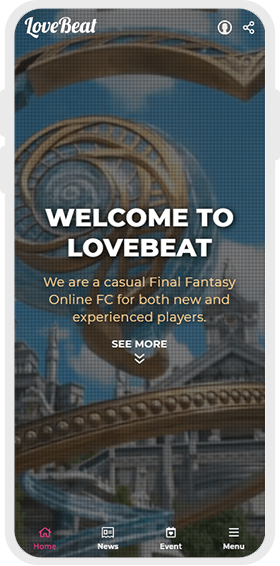 LoveBeat
WELCOME TO
LOVEBEAT
We are a casual Final Fantasy
Online FC for both new and
experienced players.
SEE MORE
Home News Event Menu